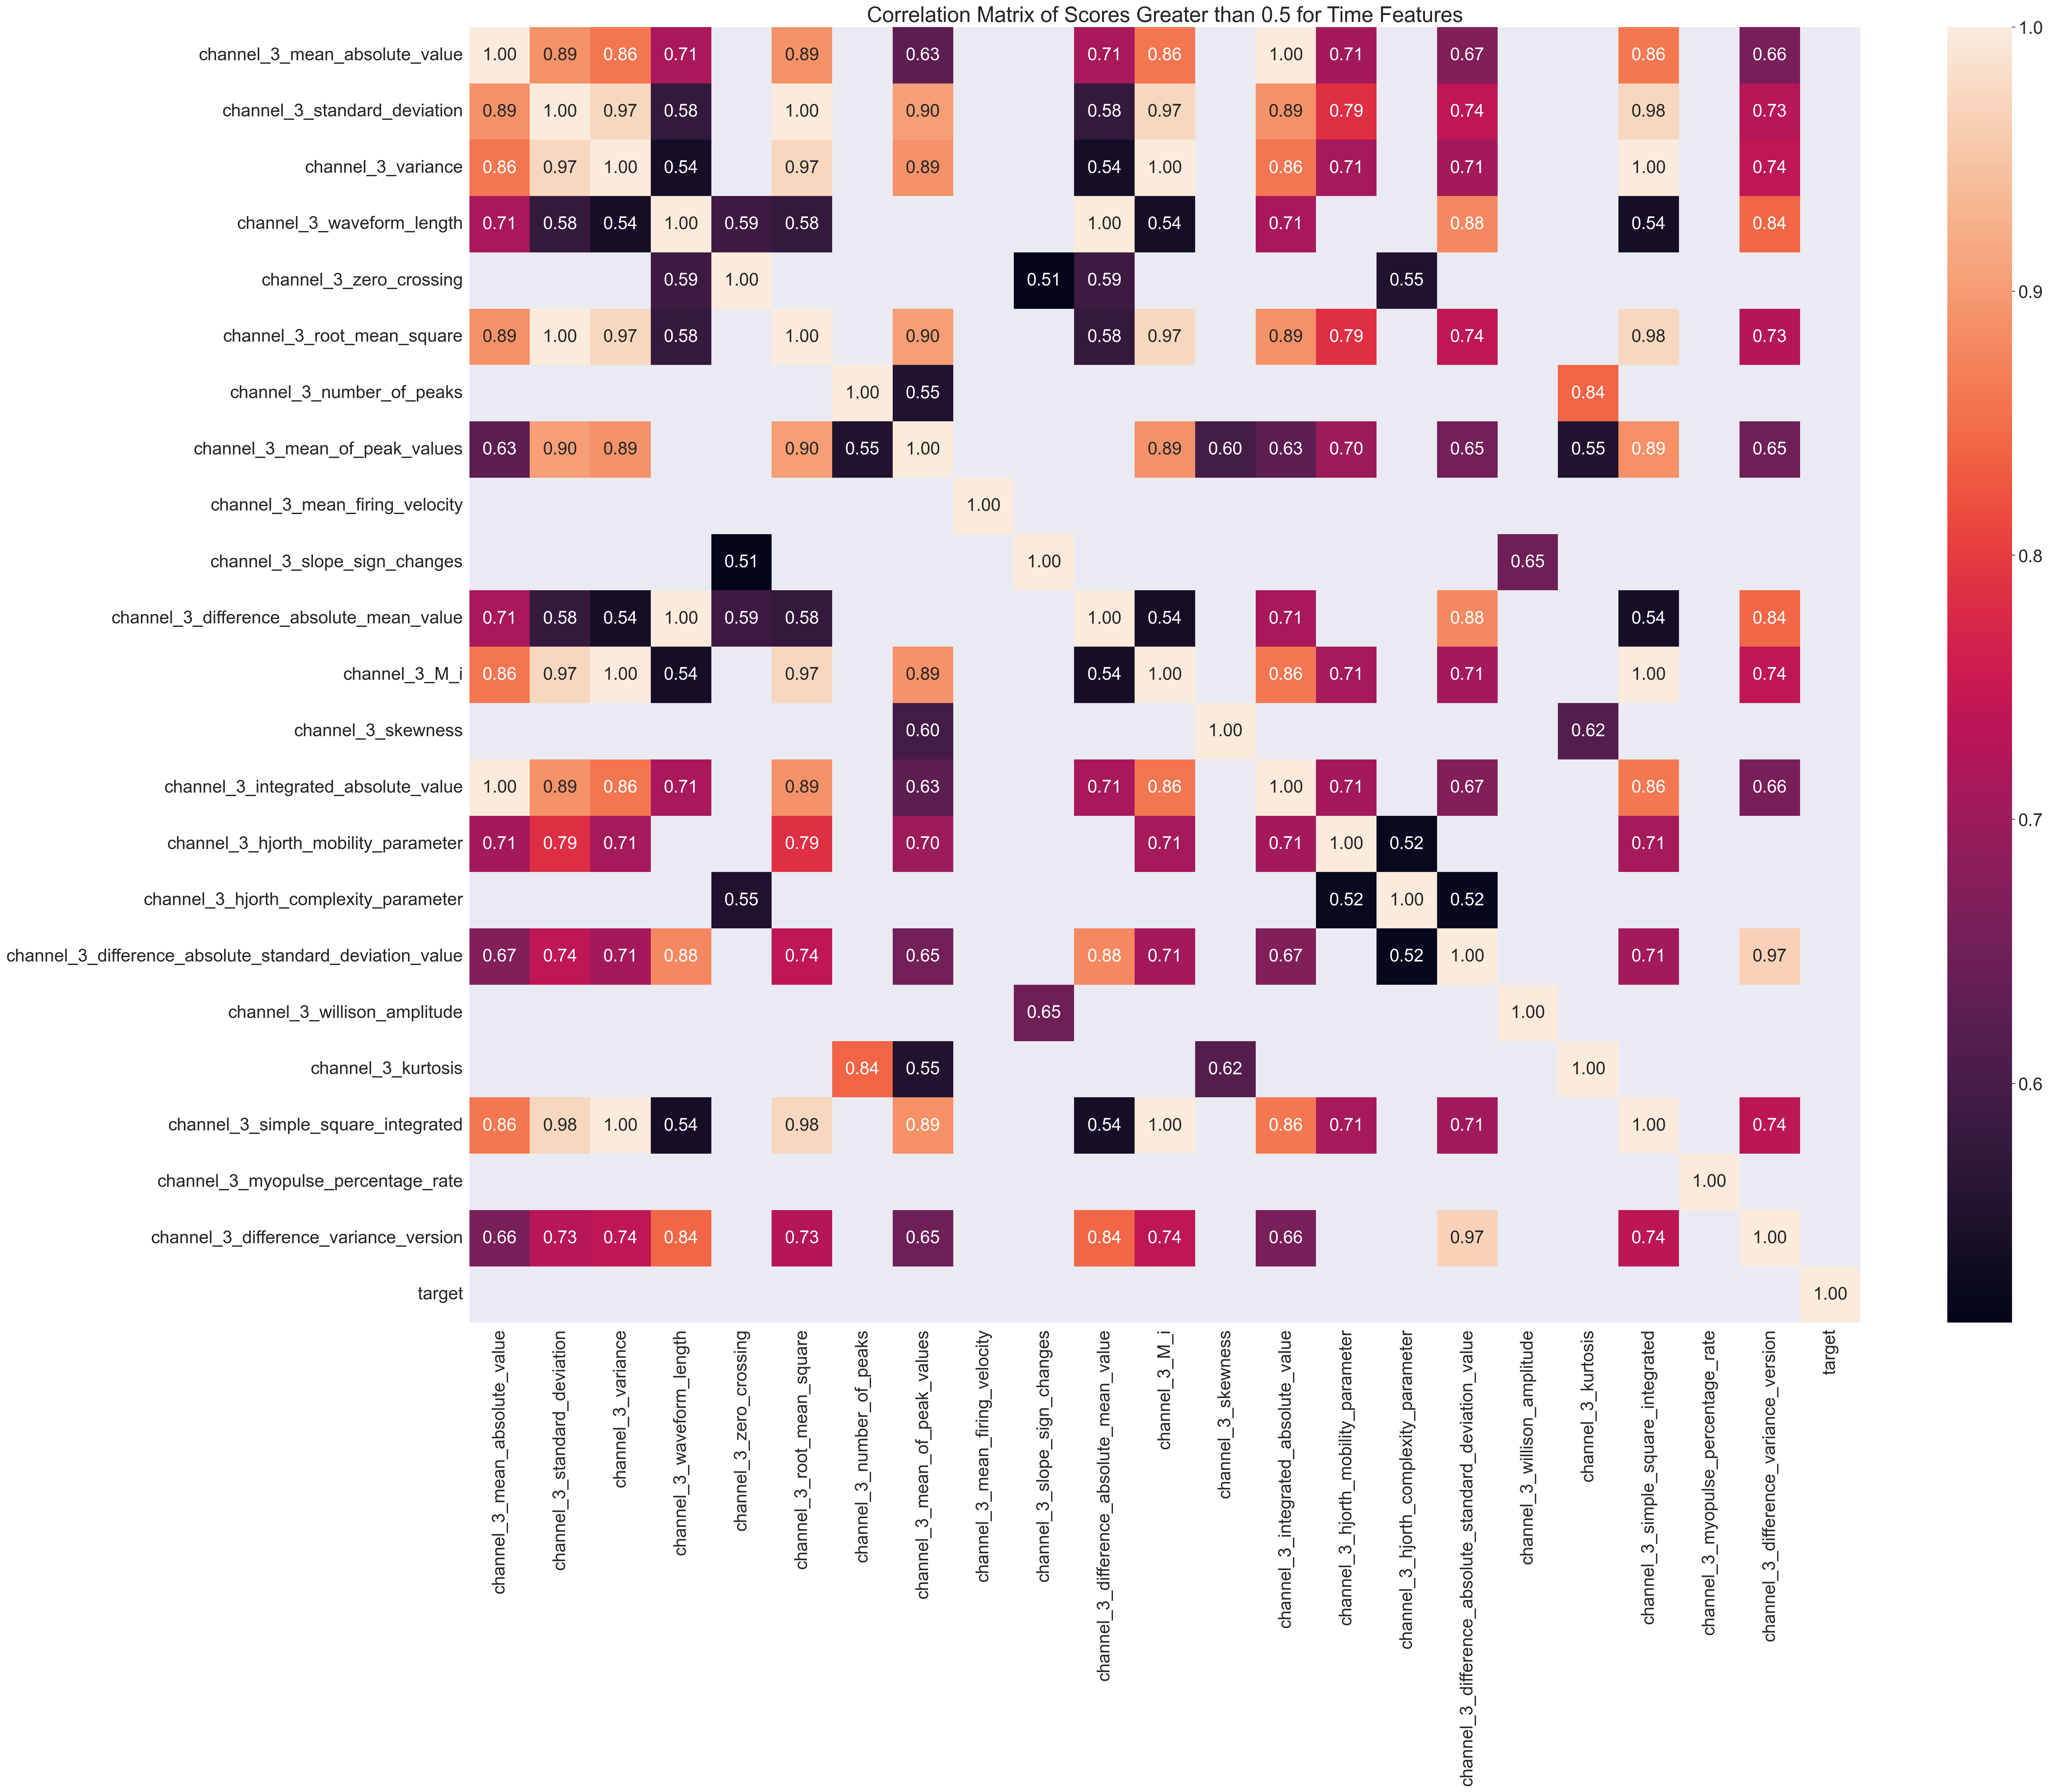 Correlation Matrix of Scores Greater than 0.5 for Time Features
channel_3_mean_absolute_value 1.00 0.89 0.86 0.71 0.89 0.63 0.71 0.86 1.00 0.71 0.67 0.86 0.66
channel_3_standard_deviation 0.89 1.00 0.97 0.58 1.00 0.90 0.58 0.97 0.89 0.79 0.74 0.98 0.73
channel_3_variance 0.86 0.97 1.00 0.54 0.97 0.89 0.54 1.00 0.86 0.71 0.71 1.00 0.74
channel_3_waveform_length 0.71 0.58 0.54 1.00 0.59 0.58 1.00 0.54 0.71 0.88 0.54 0.84
channel_3_zero_crossing 0.59 1.00 0.51 0.59 0.55
channel_3_root_mean_square 0.89 1.00 0.97 0.58 1.00 0.90 0.58 0.97 0.89 0.79 0.74 0.98 0.73
channel_3_number_of_peaks 1.00 0.55 0.84
channel_3_mean_of_peak_values 0.63 0.90 0.89 0.90 0.55 1.00 0.89 0.60 0.63 0.70 0.65 0.55 0.89 0.65
channel_3_mean_firing_velocity 1.00
channel_3_slope_sign_changes 0.51 1.00 0.65
channel_3_difference_absolute_mean_value 0.71 0.58 0.54 1.00 0.59 0.58 1.00 0.54 0.71 0.88 0.54 0.84
channel_3_M_i 0.86 0.97 1.00 0.54 0.97 0.89 0.54 1.00 0.86 0.71 0.71 1.00 0.74
channel_3_skewness 0.60 1.00 0.62
channel_3_integrated_absolute_value 1.00 0.89 0.86 0.71 0.89 0.63 0.71 0.86 1.00 0.71 0.67 0.86 0.66
channel_3_hjorth_mobility_parameter 0.71 0.79 0.71 0.79 0.70 0.71 0.71 1.00 0.52 0.71
channel_3_hjorth_complexity_parameter 0.55 0.52 1.00 0.52
channel_3_difference_absolute_standard_deviation_value 0.67 0.74 0.71 0.88 0.74 0.65 0.88 0.71 0.67 0.52 1.00 0.71 0.97
channel_3_willison_amplitude 0.65 1.00
channel_3_kurtosis 0.84 0.55 0.62 1.00
channel_3_simple_square_integrated 0.86 0.98 1.00 0.54 0.98 0.89 0.54 1.00 0.86 0.71 0.71 1.00 0.74
channel_3_myopulse_percentage_rate 1.00
channel_3_difference_variance_version 0.66 0.73 0.74 0.84 0.73 0.65 0.84 0.74 0.66 0.97 0.74 1.00
target 1.00
channel_3_mean_absolute_value
channel_3_standard_deviation
channel_3_variance
channel_3_waveform_length
channel_3_zero_crossing
channel_3_root_mean_square
channel_3_number_of_peaks
channel_3_mean_of_peak_values
channel_3_mean_firing_velocity
channel_3_slope_sign_changes
channel_3_difference_absolute_mean_value
channel_3_M_i
channel_3_skewness
channel_3_integrated_absolute_value
channel_3_hjorth_mobility_parameter
channel_3_hjorth_complexity_parameter
channel_3_difference_absolute_standard_deviation_value
channel_3_willison_amplitude
channel_3_kurtosis
channel_3_simple_square_integrated
channel_3_myopulse_percentage_rate
channel_3_difference_variance_version
target
1.0
0.9
0.8
0.7
0.6